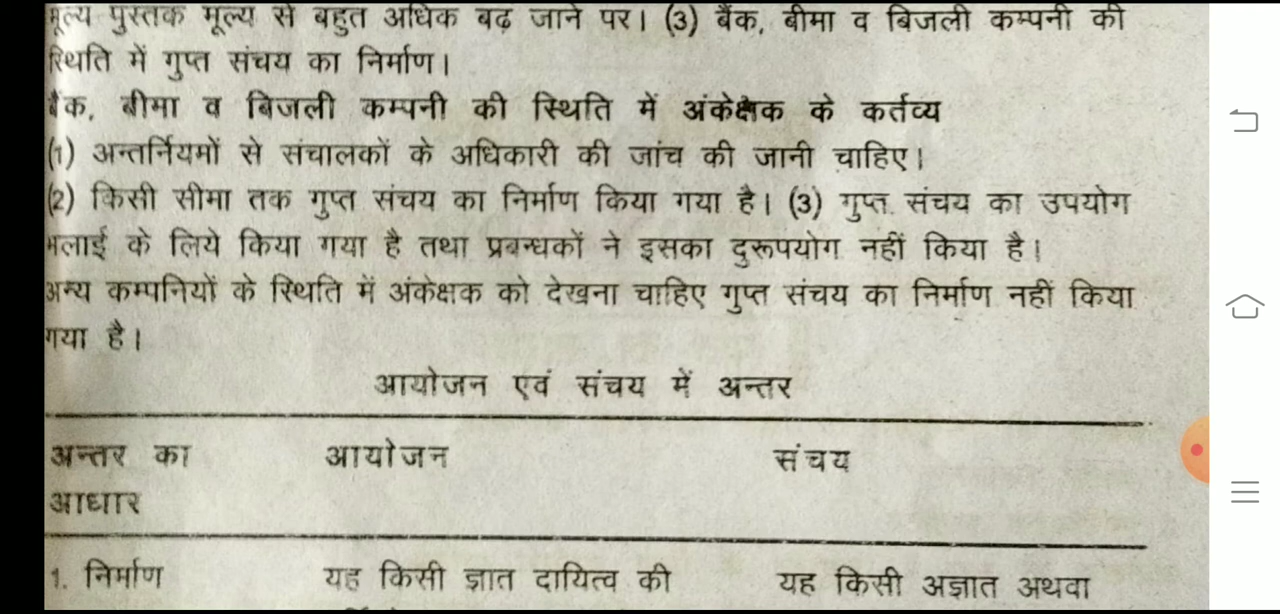 मूल्य पुस्तक मूल्य से बहुत अधिक बढ़ जाने पर। (3) बैंक, बीमा व बिजली कम्पनी की
स्थिति में गुप्त संचय का निर्माण।
बैंक, बीमा व बिजली कम्पनी की स्थिति में अंकेक्षक के कर्तव्य
(1) अन्तर्नियमों से संचालकों के अधिकारी की जांच की जानी चाहिए।
(2) किसी सीमा तक गुप्त संचय का निर्माण किया गया है। (3) गुप्त संचय का उपयोग
भलाई के लिये किया गया है तथा प्रबन्धकों ने इसका दुरूपयोग नहीं किया है।
अन्य कम्पनियों के स्थिति में अंकेक्षक को देखना चाहिए गुप्त संचय का निर्माण नहीं किया
गया है।
आयोजन एवं संचय में अन्तर
अन्तर का आयोजन संचय
आधार
1. निर्माण यह किसी ज्ञात दायित्व की यह किसी अज्ञात अथवा